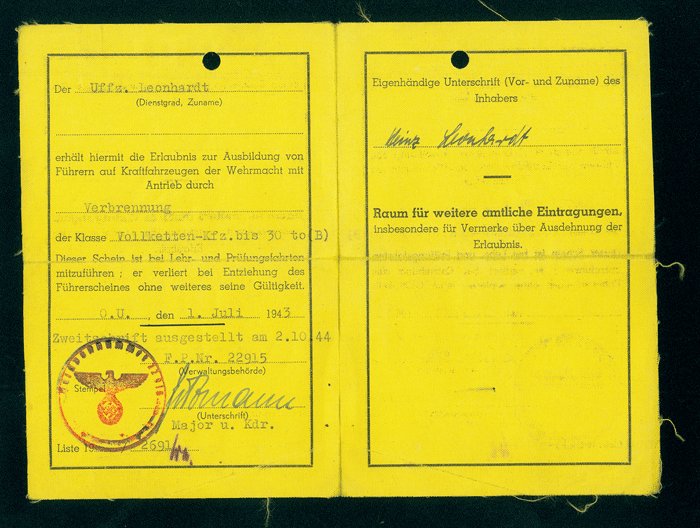 Der Uffz. Leonhardt
(Dienstgrad, Zuname)
erhält hiermit die Erlaubnis zur Ausbildung von
Führern auf Kraftfahrzeugen der Wehrmacht mit
Antrieb durch
Verbrennung
der Klasse Vollketten-Kfz.bis 30 to(B)
Dieser Schein ist bei Lehr- und Prüfungsfahrten
mitzuführen; er verliert bei Entziehung des
Führerscheines ohne weiteres seine Gültigkeit.
O.U. , den 1. Juli 1943
Zweitschrift ausgestellt am 2.10.44
F.P.Nr. 22915
(Verwaltungsbehörde)
Stempel
(Unterschrift)
Major u. Kdr.
Liste 19 2691
Eigenhändige Unterschrift (Vor- und Zuname) des
Inhabers
Heinz Leonhardt
Raum für weitere amtliche Eintragungen,
insbesondere für Vermerke über Ausdehnung der
Erlaubnis.